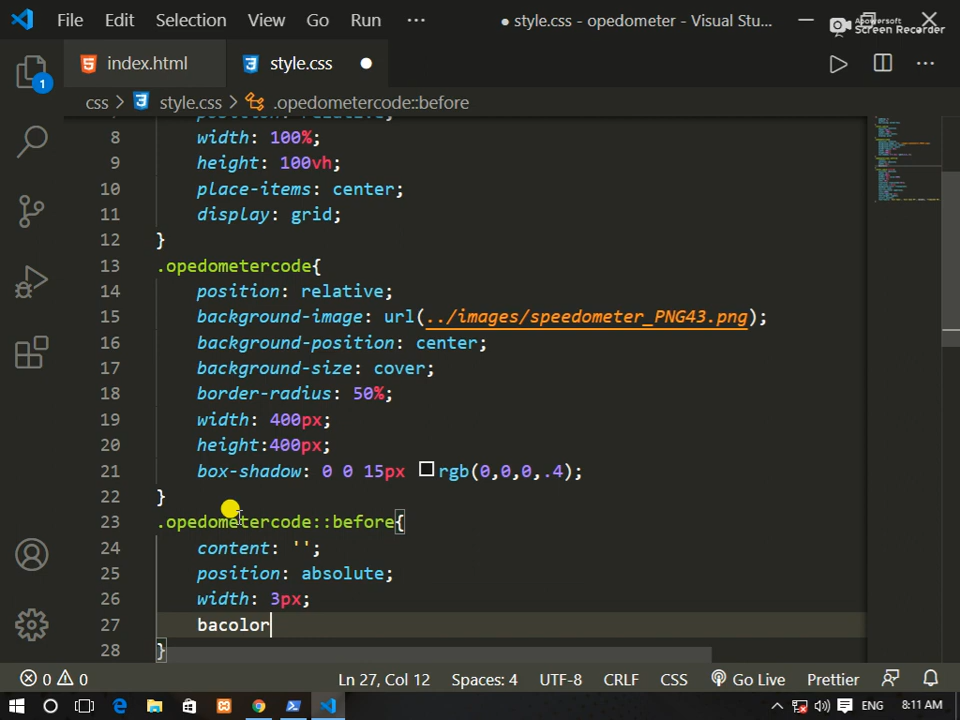 File Edit Selection View Go Run ··· ● style.css - opedometer - Visual Stu...
Apowersoft
Screen Recorder
index.html style.css ●
css > style.css > .opedometercode::before
1
8 width: 100%;
9 height: 100vh;
10 place-items: center;
11 display: grid;
12 }
13 .opedometercode{
14 position: relative;
15 background-image: url(../images/speedometer_PNG43.png);
16 background-position: center;
17 background-size: cover;
18 border-radius: 50%;
19 width: 400px;
20 height:400px;
21 box-shadow: 0 0 15px rgb(0,0,0,.4);
22 }
23 .opedometercode::before{
24 content: '';
25 position: absolute;
26 width: 3px;
27 bacolor
28 }
0 0 Ln 27, Col 12 Spaces: 4 UTF-8 CRLF CSS Go Live Prettier
ENG 8:11 AM